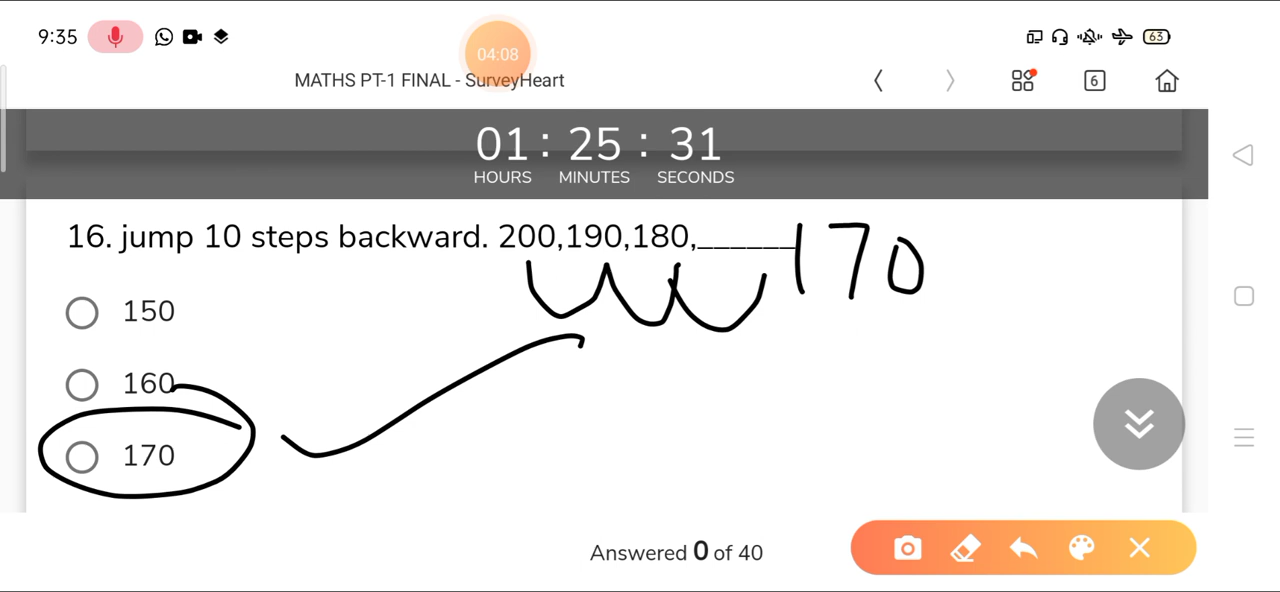 9:35
04:08
63
MATHS PT-1 FINAL - SurveyHeart
6
01 : 25 : 31
HOURS MINUTES SECONDS
16. jump 10 steps backward. 200,190,180,______ 170
150
160
170
Answered 0 of 40